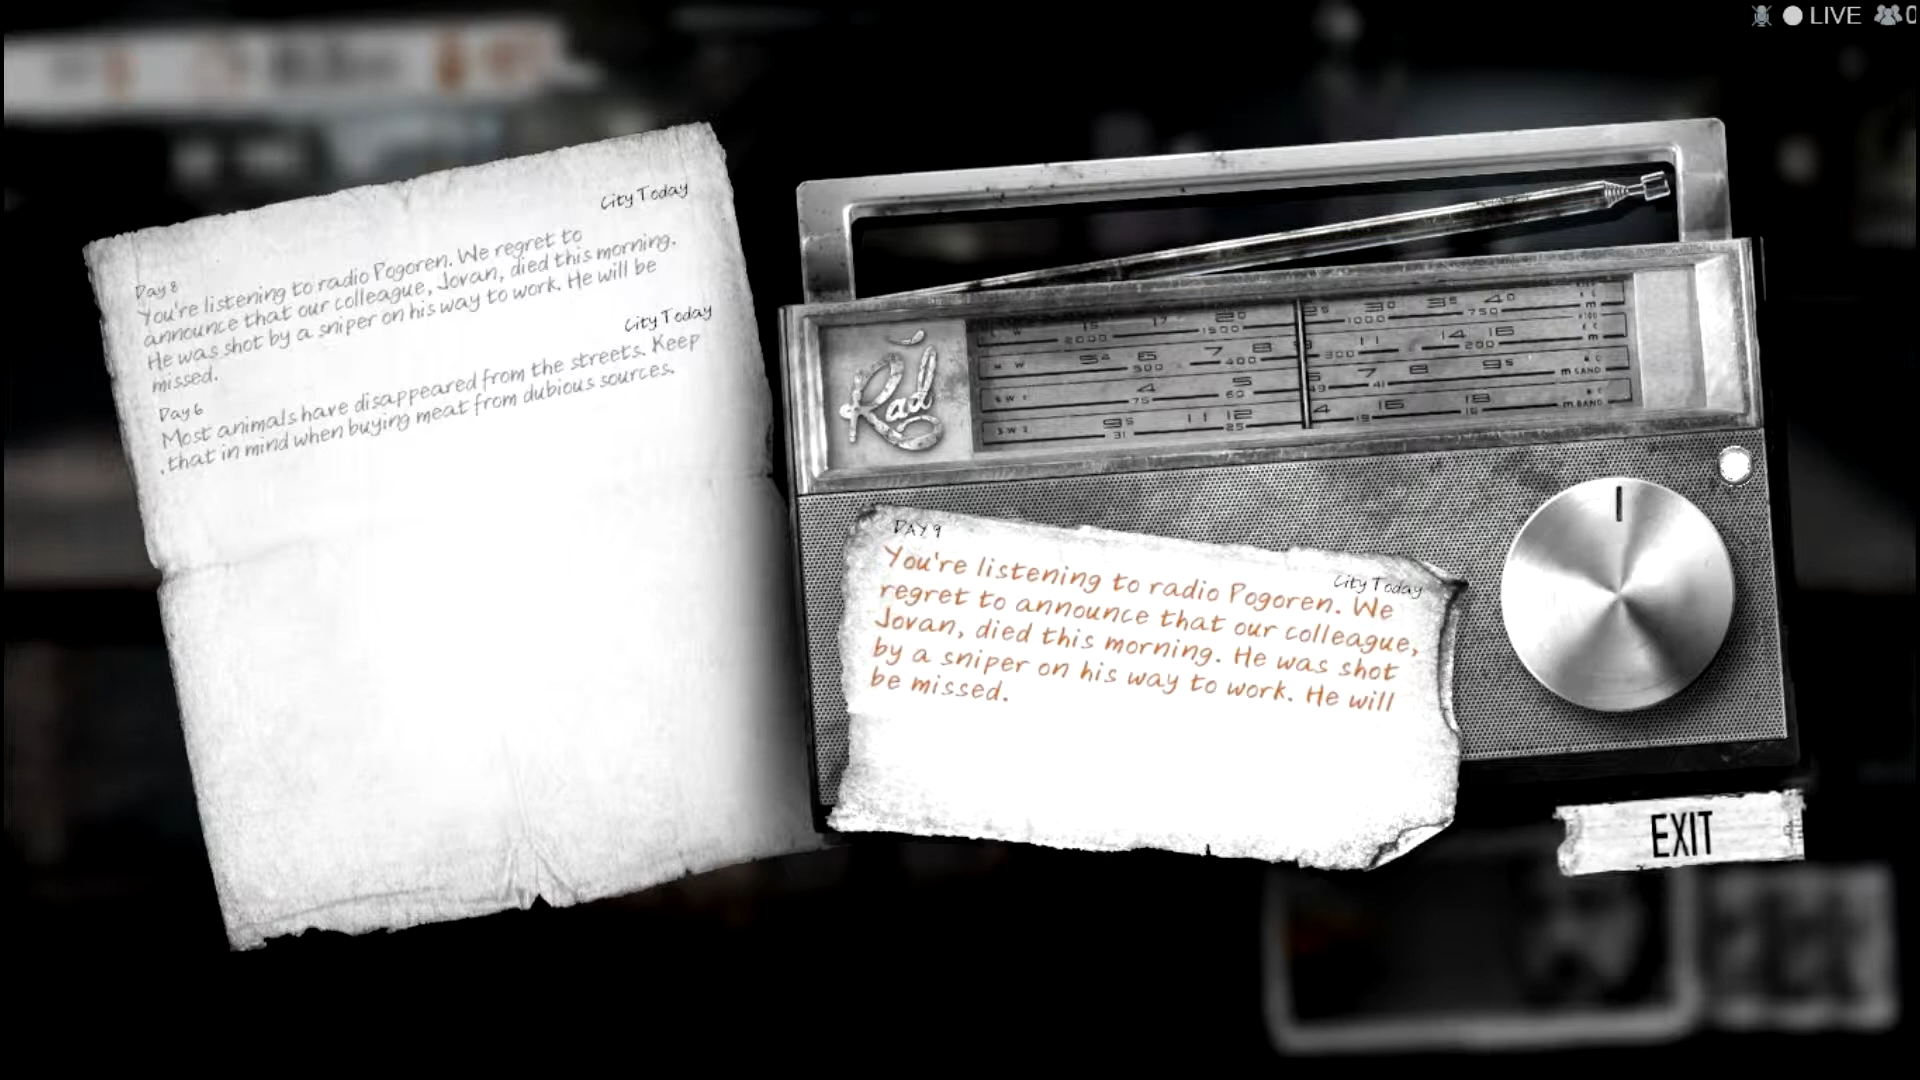 LIVE 0
City Today
Day 8
You're listening to radio Pogoren. We regret to
announce that our colleague, Jovan, died this morning.
He was shot by a sniper on his way to work. He will be
missed.
City Today
Day 6
Most animals have disappeared from the streets. Keep
that in mind when buying meat from dubious sources.
Rad
DAY 9
City Today
You're listening to radio Pogoren. We
regret to announce that our colleague,
Jovan, died this morning. He was shot
by a sniper on his way to work. He will
be missed.
EXIT